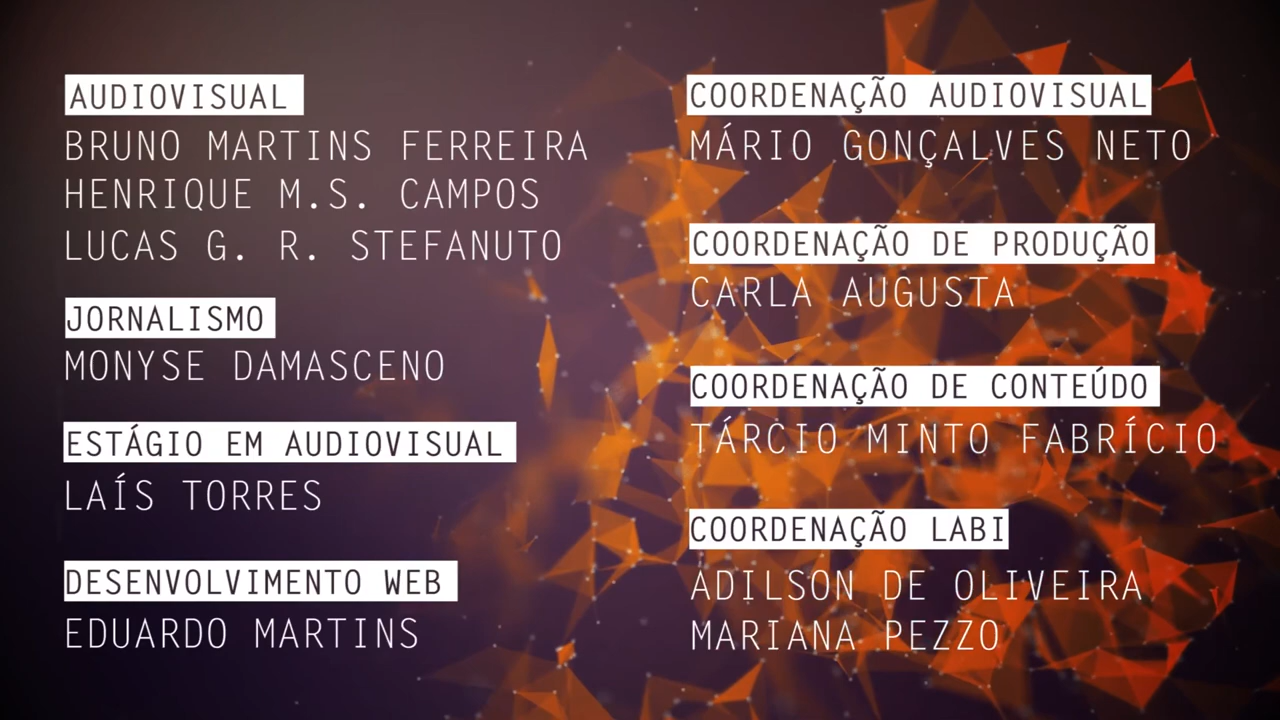 AUDIOVISUAL
BRUNO MARTINS FERREIRA
HENRIQUE M.S. CAMPOS
LUCAS G. R. STEFANUTO
JORNALISMO
MONYSE DAMASCENO
ESTÁGIO EM AUDIOVISUAL
LAÍS TORRES
DESENVOLVIMENTO WEB
EDUARDO MARTINS
COORDENAÇÃO AUDIOVISUAL
MÁRIO GONÇALVES NETO
COORDENAÇÃO DE PRODUÇÃO
CARLA AUGUSTA
COORDENAÇÃO DE CONTEÚDO
TÁRCIO MINTO FABRÍCIO
COORDENAÇÃO LABI
ADILSON DE OLIVEIRA
MARIANA PEZZO